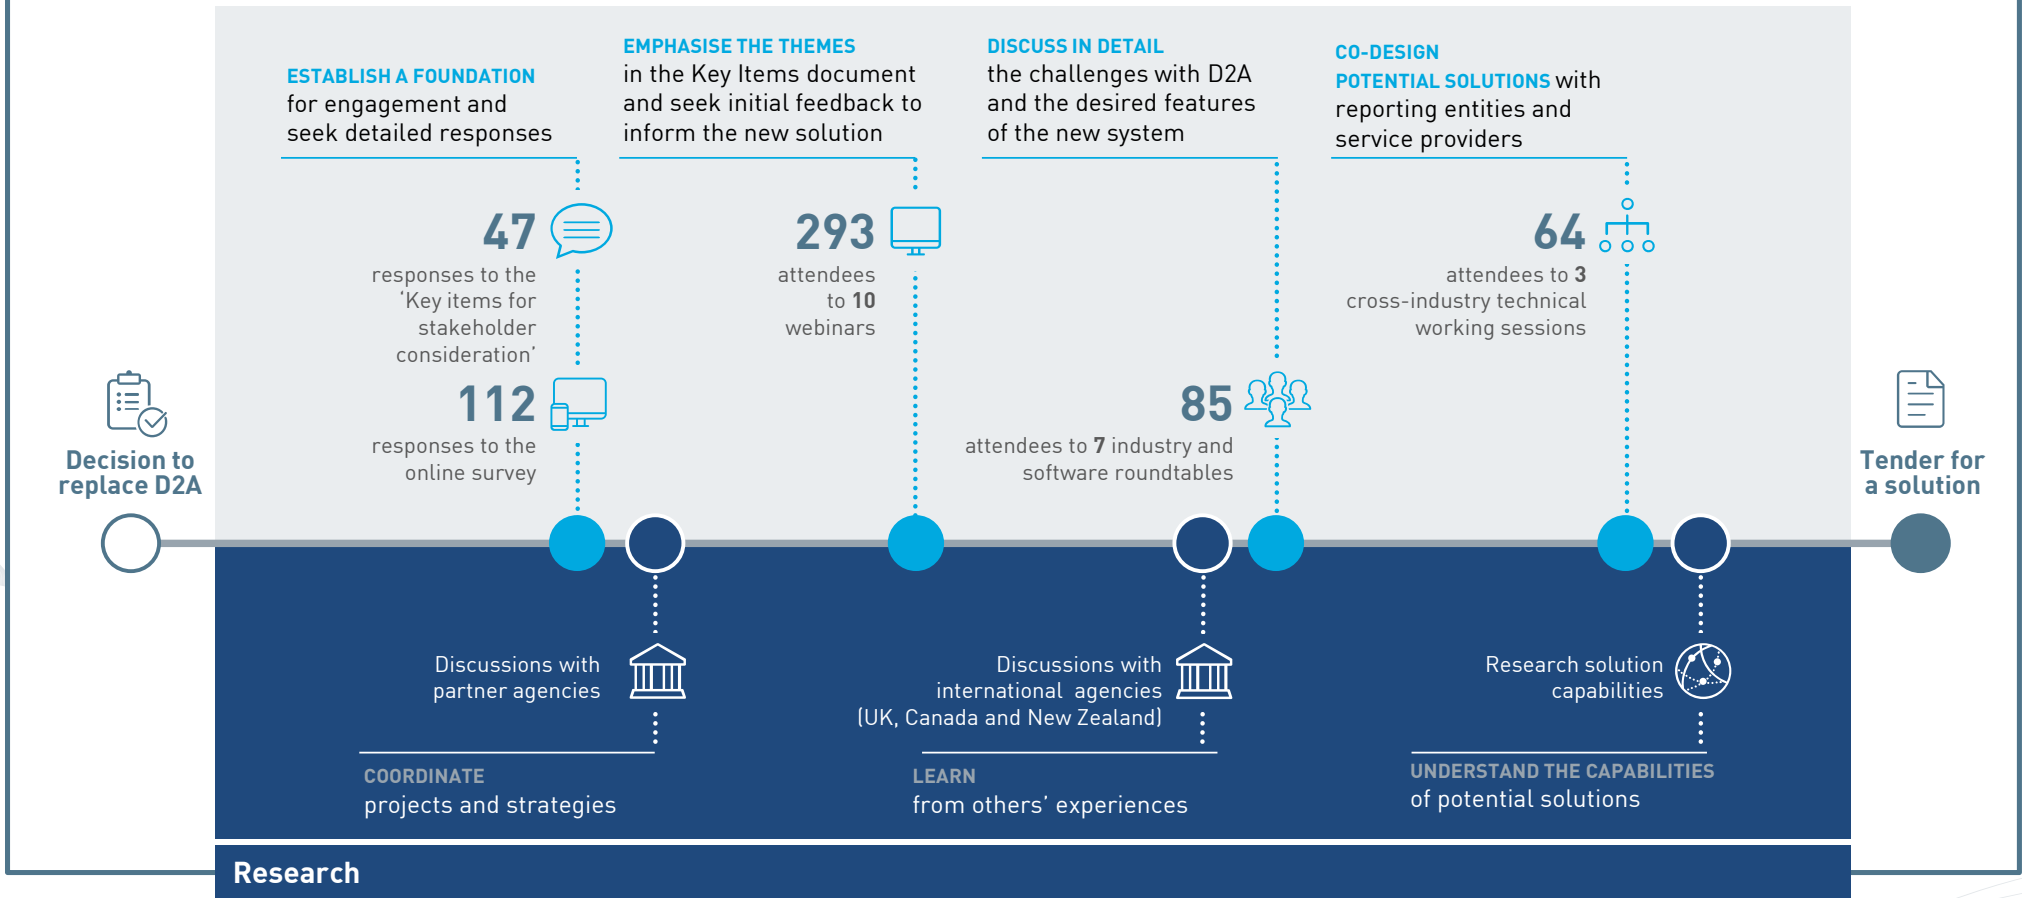 ESTABLISH A FOUNDATION
for engagement and
seek detailed responses
EMPHASISE THE THEMES
in the Key Items document
and seek initial feedback to
inform the new solution
DISCUSS IN DETAIL
the challenges with D2A
and the desired features
of the new system
CO-DESIGN
POTENTIAL SOLUTIONS with
reporting entities and
service providers
47
responses to the
‘Key items for
stakeholder
consideration’
112
responses to the
online survey
293
attendees
to 10
webinars
85
attendees to 7 industry and
software roundtables
64
attendees to 3
cross-industry technical
working sessions
Decision to
replace D2A
Tender for
a solution
Discussions with
partner agencies
COORDINATE
projects and strategies
Discussions with
international agencies
(UK, Canada and New Zealand)
LEARN
from others’ experiences
Research solution
capabilities
UNDERSTAND THE CAPABILITIES
of potential solutions
Research